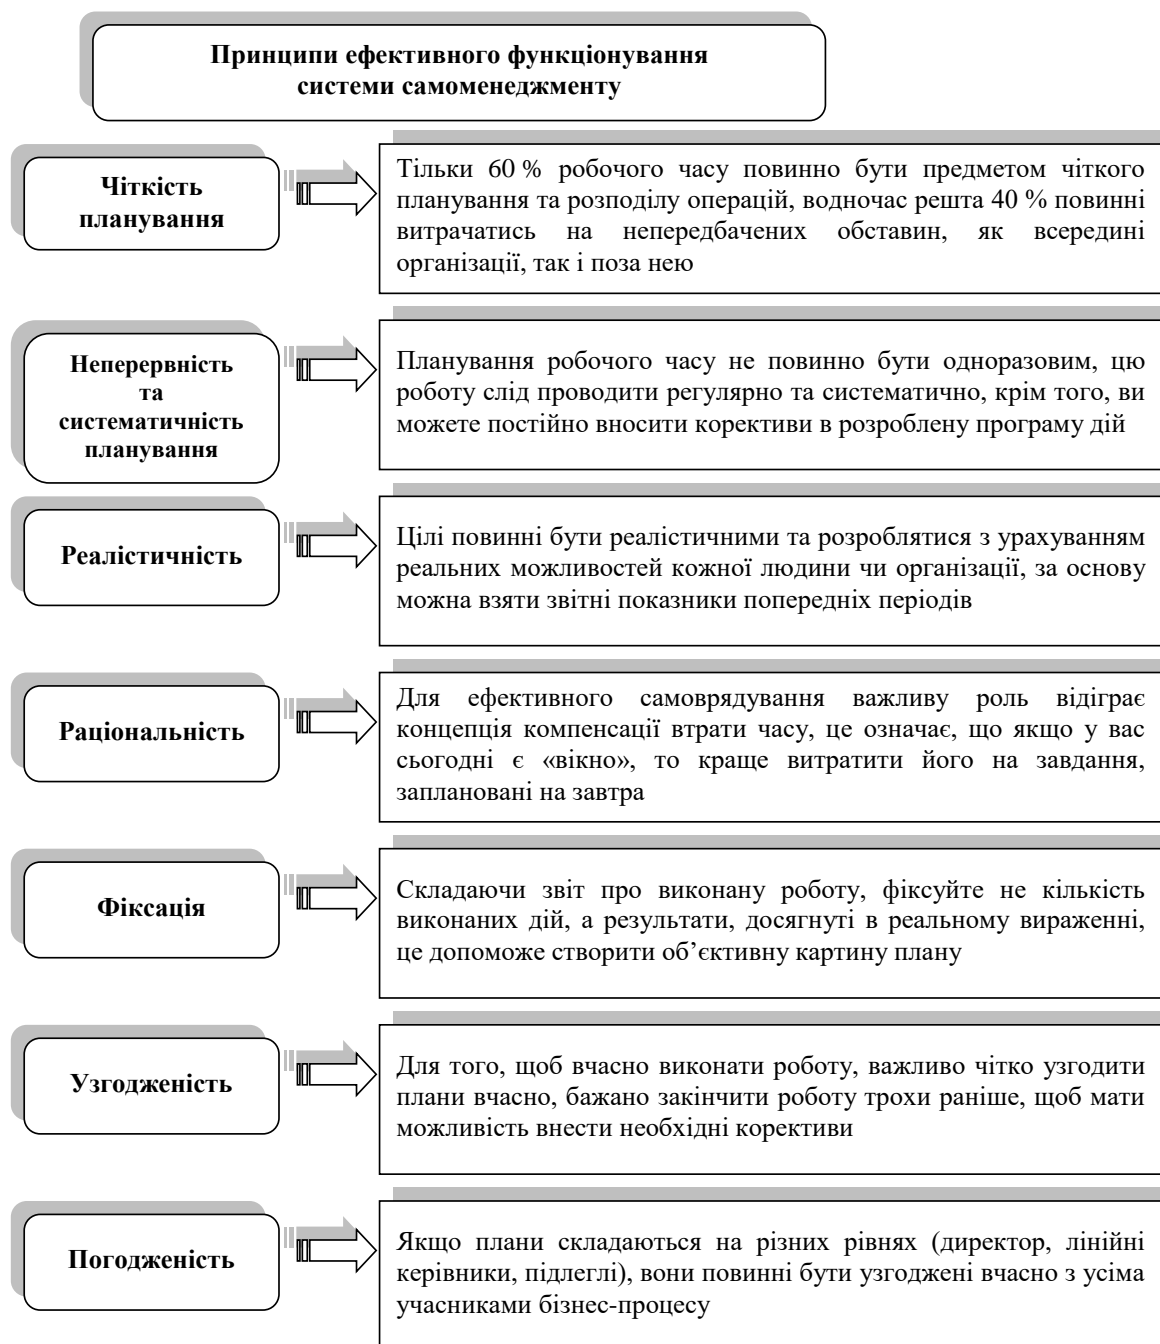 Принципи ефективного функціонування
системи самоменеджменту
Чіткість
планування
Тільки 60 % робочого часу повинно бути предметом чіткого
планування та розподілу операцій, водночас решта 40 % повинні
витрачатись на непередбачених обставин, як всередині
організації, так і поза нею
Неперервність
та
систематичність
планування
Планування робочого часу не повинно бути одноразовим, цю
роботу слід проводити регулярно та систематично, крім того, ви
можете постійно вносити корективи в розроблену програму дій
Реалістичність
Цілі повинні бути реалістичними та розроблятися з урахуванням
реальних можливостей кожної людини чи організації, за основу
можна взяти звітні показники попередніх періодів
Раціональність
Для ефективного самоврядування важливу роль відіграє
концепція компенсації втрати часу, це означає, що якщо у вас
сьогодні є «вікно», то краще витратити його на завдання,
заплановані на завтра
Фіксація
Складаючи звіт про виконану роботу, фіксуйте не кількість
виконаних дій, а результати, досягнуті в реальному вираженні,
це допоможе створити об’єктивну картину плану
Узгодженість
Для того, щоб вчасно виконати роботу, важливо чітко узгодити
плани вчасно, бажано закінчити роботу трохи раніше, щоб мати
можливість внести необхідні корективи
Погодженість
Якщо плани складаються на різних рівнях (директор, лінійні
керівники, підлеглі), вони повинні бути узгоджені вчасно з усіма
учасниками бізнес-процесу